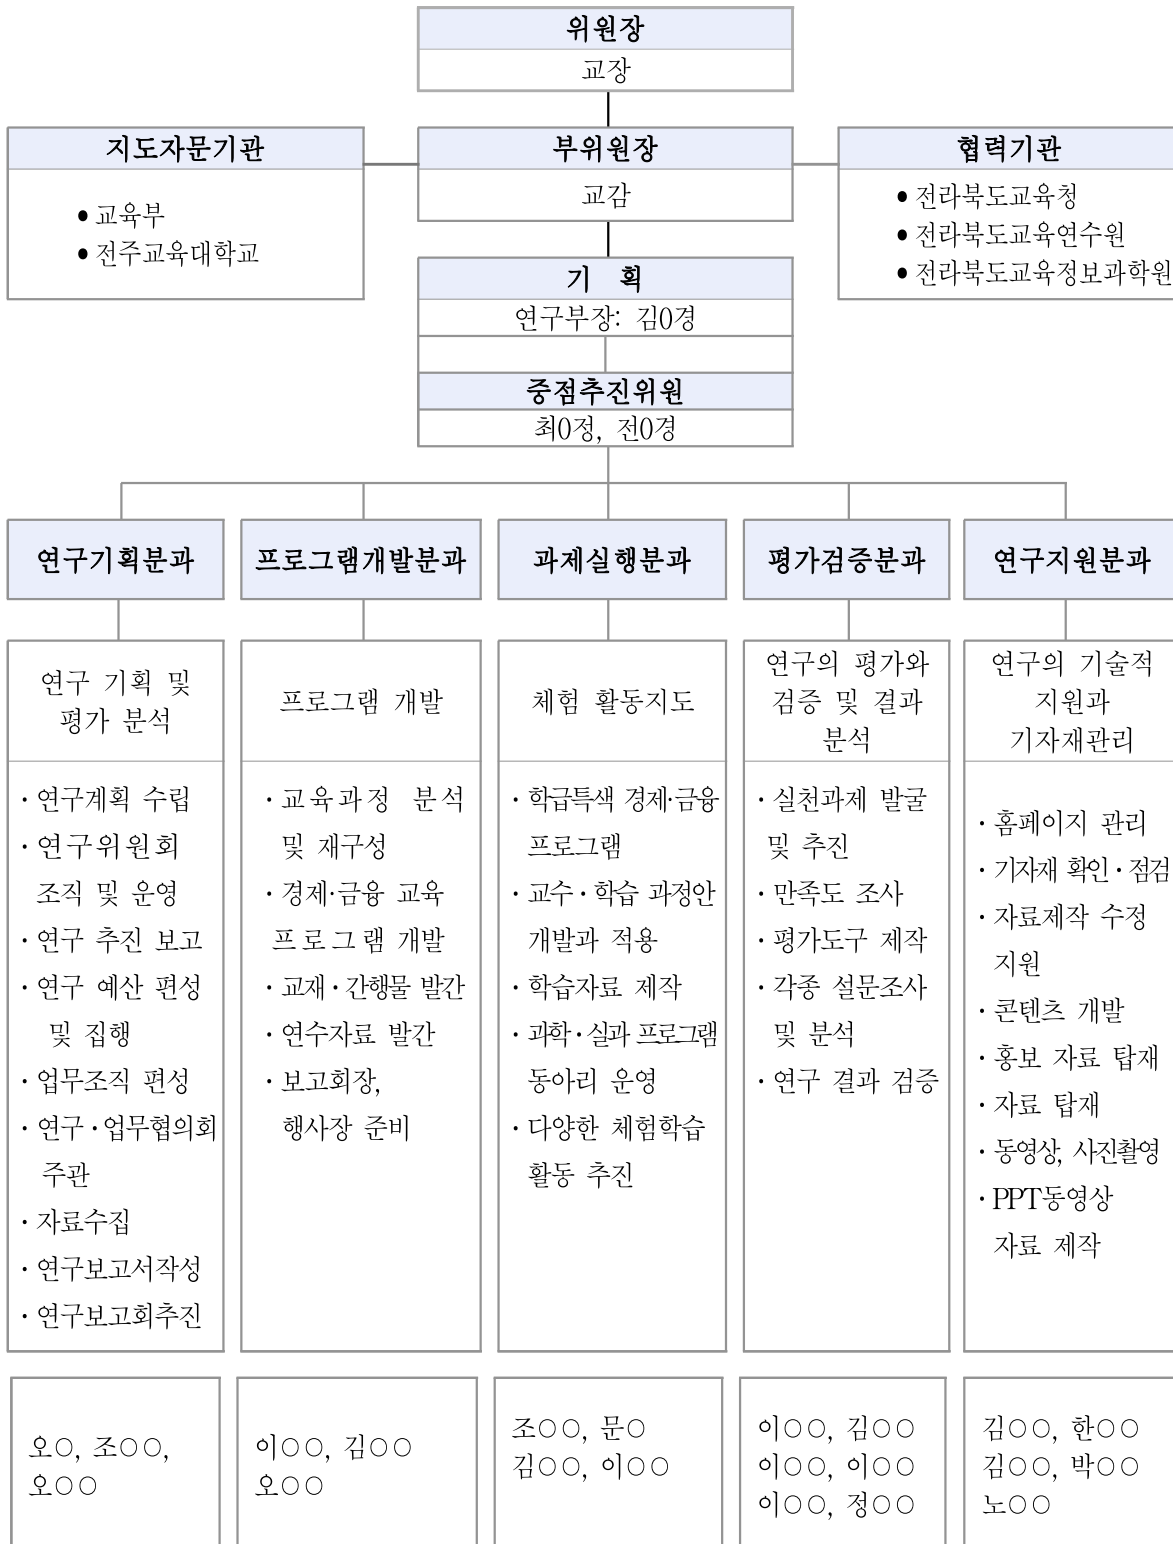 위원장
교장
지도자문기관
• 교육부
• 전주교육대학교
부위원장
교감
협력기관
• 전라북도교육청
• 전라북도교육연수원
• 전라북도교육정보과학원
기 획
연구부장: 김0경
중점추진위원
최0정, 전0경
연구기획분과
연구 기획 및
평가 분석
· 연구계획 수립
· 연구위원회
조직 및 운영
· 연구 추진 보고
· 연구 예산 편성
및 집행
· 업무조직 편성
· 연구·업무협의회
주관
· 자료수집
· 연구보고서작성
· 연구보고회추진
오○, 조○○,
오○○
프로그램개발분과
프로그램 개발
· 교육과정 분석
및 재구성
· 경제·금융 교육
프로그램 개발
· 교재·간행물 발간
· 연수자료 발간
· 보고회장,
행사장 준비
이○○, 김○○
오○○
과제실행분과
체험 활동지도
· 학급특색 경제·금융
프로그램
· 교수·학습 과정안
개발과 적용
· 학습자료 제작
· 과학·실과 프로그램
동아리 운영
· 다양한 체험학습
활동 추진
조○○, 문○
김○○, 이○○
평가검증분과
연구의 평가와
검증 및 결과
분석
· 실천과제 발굴
및 추진
· 만족도 조사
· 평가도구 제작
· 각종 설문조사
및 분석
· 연구 결과 검증
이○○, 김○○
이○○, 이○○
이○○, 정○○
연구지원분과
연구의 기술적
지원과
기자재관리
· 홈페이지 관리
· 기자재 확인·점검
· 자료제작 수정
지원
· 콘텐츠 개발
· 홍보 자료 탑재
· 자료 탑재
· 동영상, 사진촬영
· PPT동영상
자료 제작
김○○, 한○○
김○○, 박○○
노○○